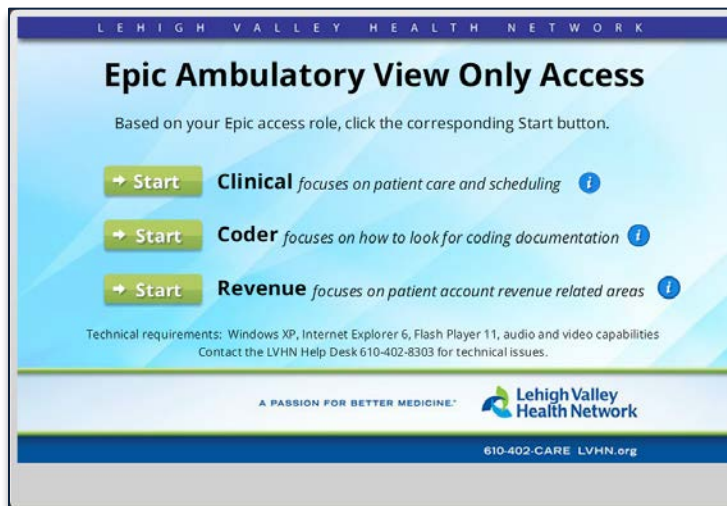 LEHIGH VALLEY HEALTH NETWORK
Epic Ambulatory View Only Access
Based on your Epic access role, click the corresponding Start button.
Start Clinical focuses on patient care and scheduling i
Start Coder focuses on how to look for coding documentation i
Start Revenue focuses on patient account revenue related areas i
Technical requirements: Windows XP, Internet Explorer 6, Flash Player 11, audio and video capabilities
Contact the LVHN Help Desk 610-402-8303 for technical issues.
A PASSION FOR BETTER MEDICINE.™
Lehigh Valley
Health Network
610-402-CARE LVHN.org